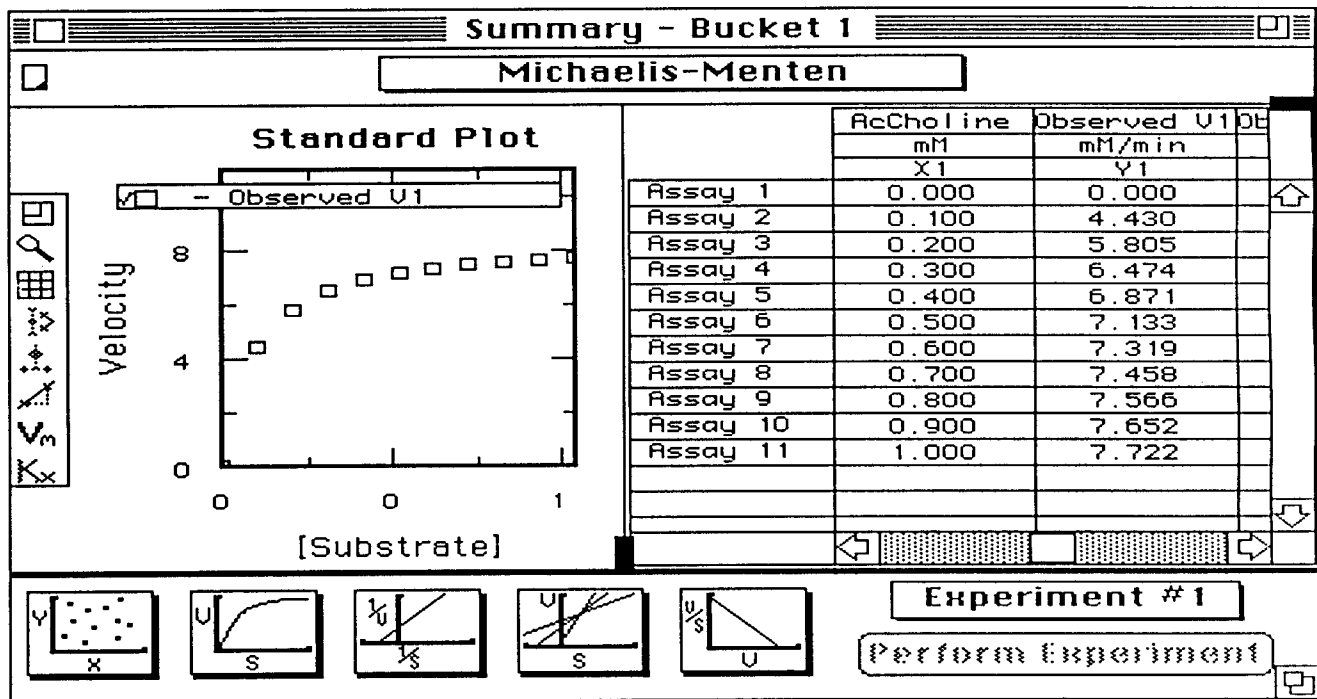 Summary - Bucket 1
Michaelis-Menten
Standard Plot
- Observed V1
Velocity
8
4
0
0 0 1
[Substrate]
Vm
Kx
AcCholine Observed V1 Ob
mM mM/min
X1 Y1
Assay 1 0.000 0.000
Assay 2 0.100 4.430
Assay 3 0.200 5.805
Assay 4 0.300 6.474
Assay 5 0.400 6.871
Assay 6 0.500 7.133
Assay 7 0.600 7.319
Assay 8 0.700 7.458
Assay 9 0.800 7.566
Assay 10 0.900 7.652
Assay 11 1.000 7.722
Y X
V S
1/V 1/S
V S
V/S V
Experiment #1
Perform Experiment